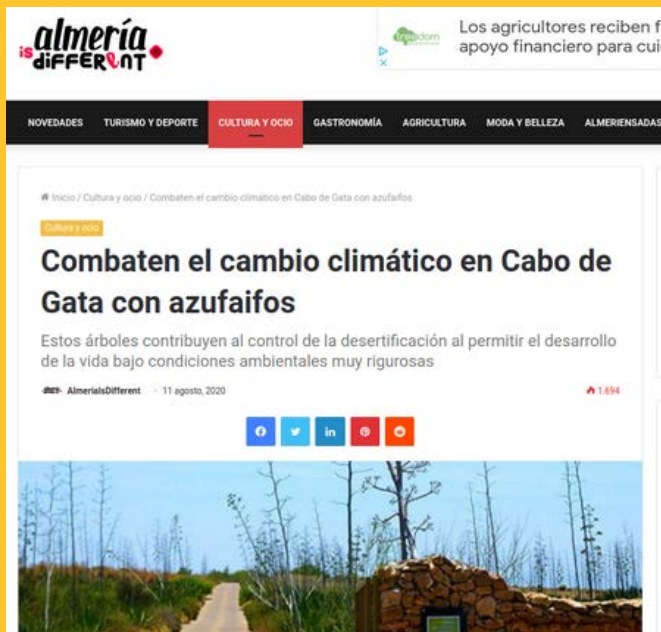 almería
is DIFFERENT
treedom
Los agricultores reciben f
apoyo financiero para cui
NOVEDADES TURISMO Y DEPORTE CULTURA Y OCIO GASTRONOMÍA AGRICULTURA MODA Y BELLEZA ALMERIENSADAS
Inicio / Cultura y ocio / Combaten el cambio climático en Cabo de Gata con azufaifos
Cultura y ocio
Combaten el cambio climático en Cabo de
Gata con azufaifos
Estos árboles contribuyen al control de la desertificación al permitir el desarrollo
de la vida bajo condiciones ambientales muy rigurosas
AlmeriaIsDifferent 11 agosto, 2020 1.694